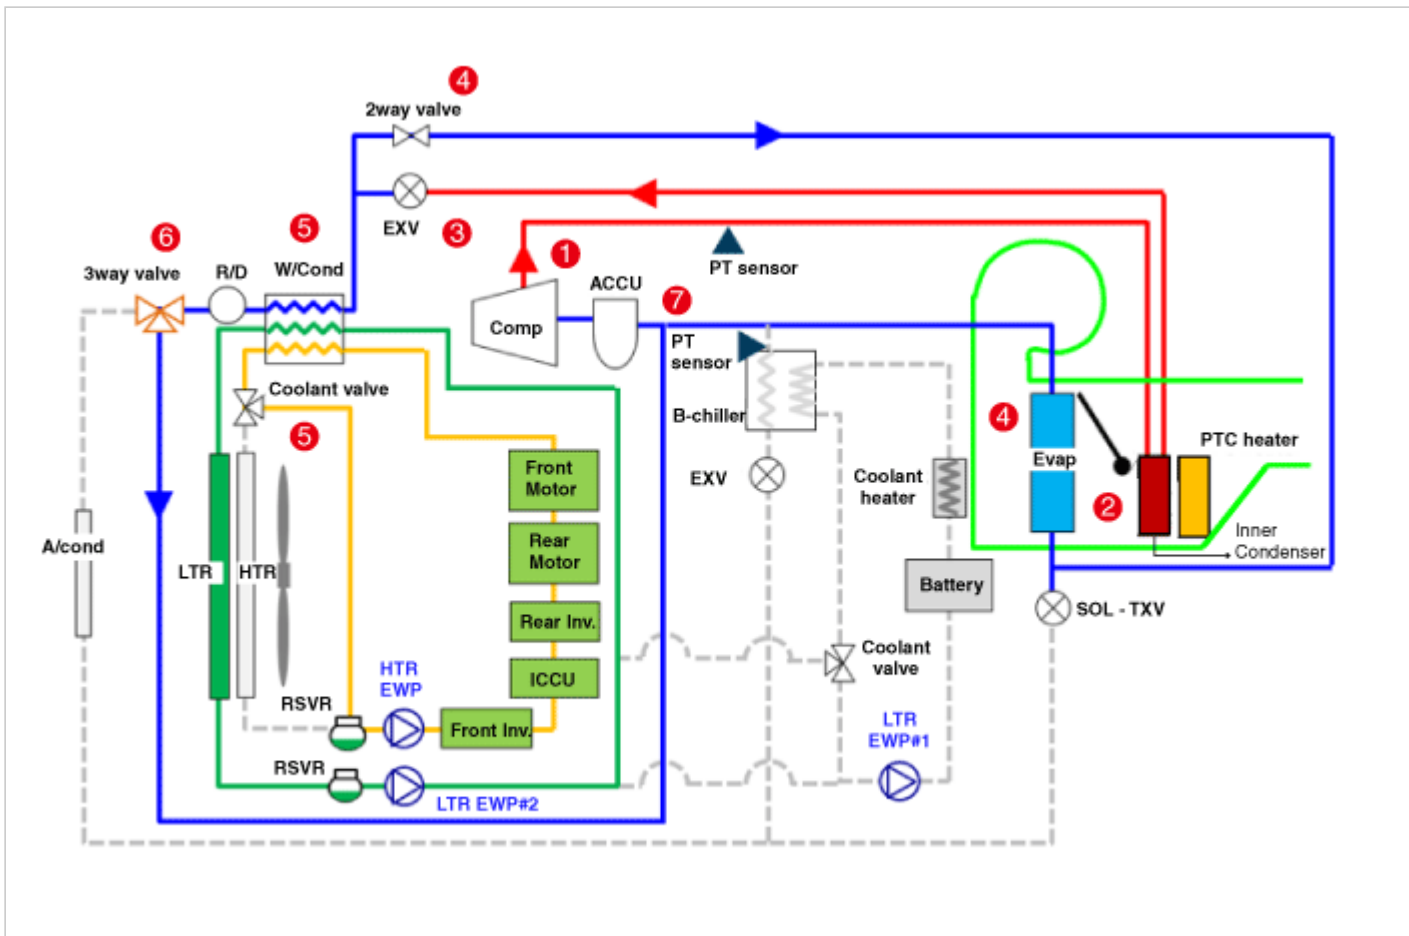 4
2way valve
EXV
3
6
5
3way valve
R/D
W/Cond
1
PT sensor
ACCU
7
Comp
PT
sensor
Coolant valve
5
B-chiller
4
PTC heater
Evap
Front
Motor
EXV
Coolant
heater
2
Inner
Condenser
Rear
Motor
A/cond
LTR
HTR
Battery
SOL - TXV
Rear Inv.
Coolant
valve
HTR
EWP
ICCU
RSVR
Front Inv.
LTR
EWP#1
RSVR
LTR EWP#2